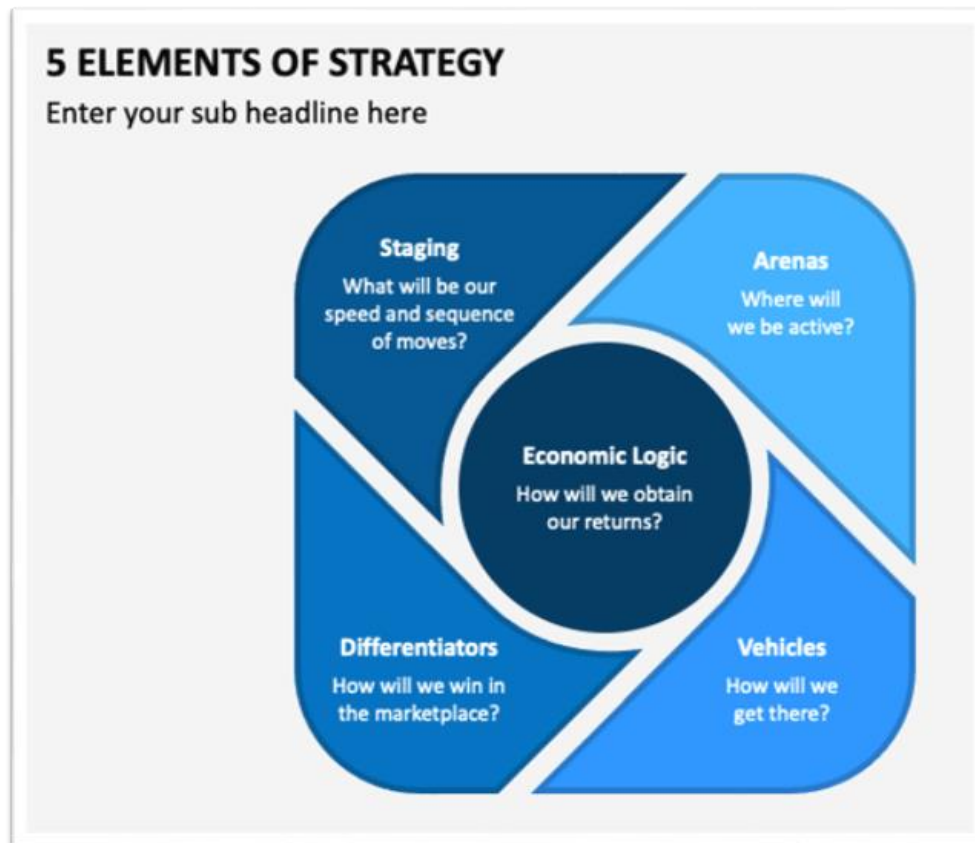 5 ELEMENTS OF STRATEGY
Enter your sub headline here
Staging
What will be our
speed and sequence
of moves?
Arenas
Where will
we be active?
Economic Logic
How will we obtain
our returns?
Differentiators
How will we win in
the marketplace?
Vehicles
How will we
get there?